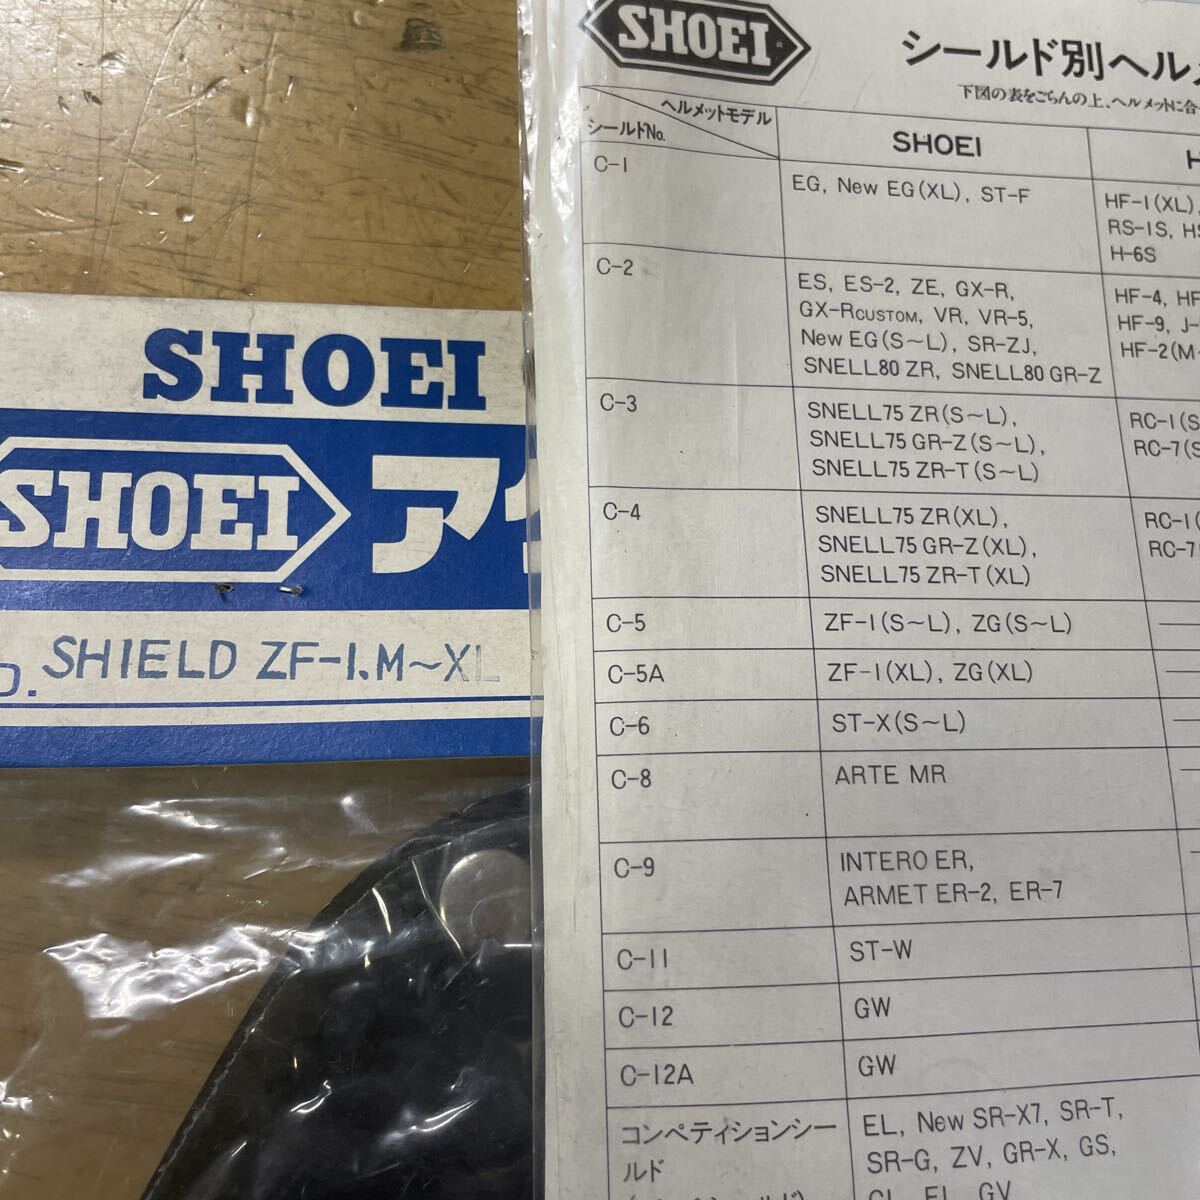 SHOEI
SHOEI
ア
SHIELD ZF-1.M~XL
SHOEI
シールド別ヘル
下図の表をごらんの上、ヘルメットに合
ヘルメットモデル
シールドNo.
SHOEI
H
C-1
EG, New EG(XL), ST-F
HF-1(XL),
RS-1S, HS
H-6S
C-2
ES, ES-2, ZE, GX-R,
GX-RCUSTOM, VR, VR-5,
New EG(S~L), SR-ZJ,
SNELL80 ZR, SNELL80 GR-Z
HF-4, HF
HF-9, J-
HF-2(M
C-3
SNELL75 ZR(S~L),
SNELL75 GR-Z(S~L),
SNELL75 ZR-T(S~L)
RC-1(S
RC-7(S
C-4
SNELL75 ZR(XL),
SNELL75 GR-Z(XL),
SNELL75 ZR-T(XL)
RC-1(
RC-7
C-5
ZF-1(S~L), ZG(S~L)
C-5A
ZF-1(XL), ZG(XL)
C-6
ST-X(S~L)
C-8
ARTE MR
C-9
INTERO ER,
ARMET ER-2, ER-7
C-11
ST-W
C-12
GW
C-12A
GW
コンペティションシー
ルド
EL, New SR-X7, SR-T,
SR-G, ZV, GR-X, GS,